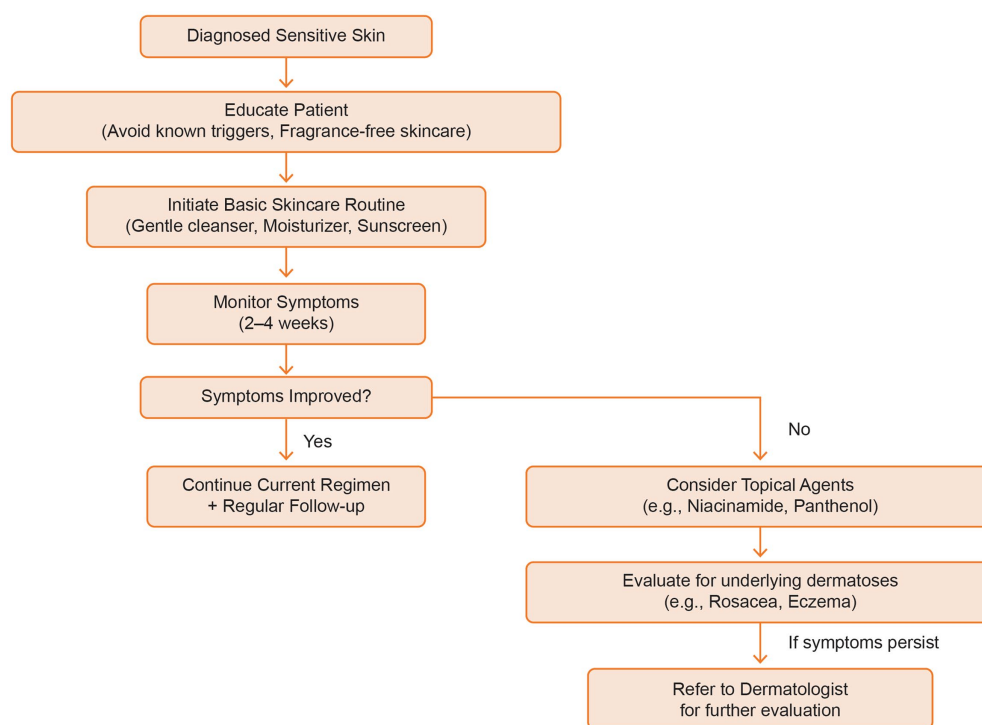 Diagnosed Sensitive Skin
Educate Patient
(Avoid known triggers, Fragrance-free skincare)
Initiate Basic Skincare Routine
(Gentle cleanser, Moisturizer, Sunscreen)
Monitor Symptoms
(2–4 weeks)
Symptoms Improved?
Yes
No
Continue Current Regimen
+ Regular Follow-up
Consider Topical Agents
(e.g., Niacinamide, Panthenol)
Evaluate for underlying dermatoses
(e.g., Rosacea, Eczema)
If symptoms persist
Refer to Dermatologist
for further evaluation